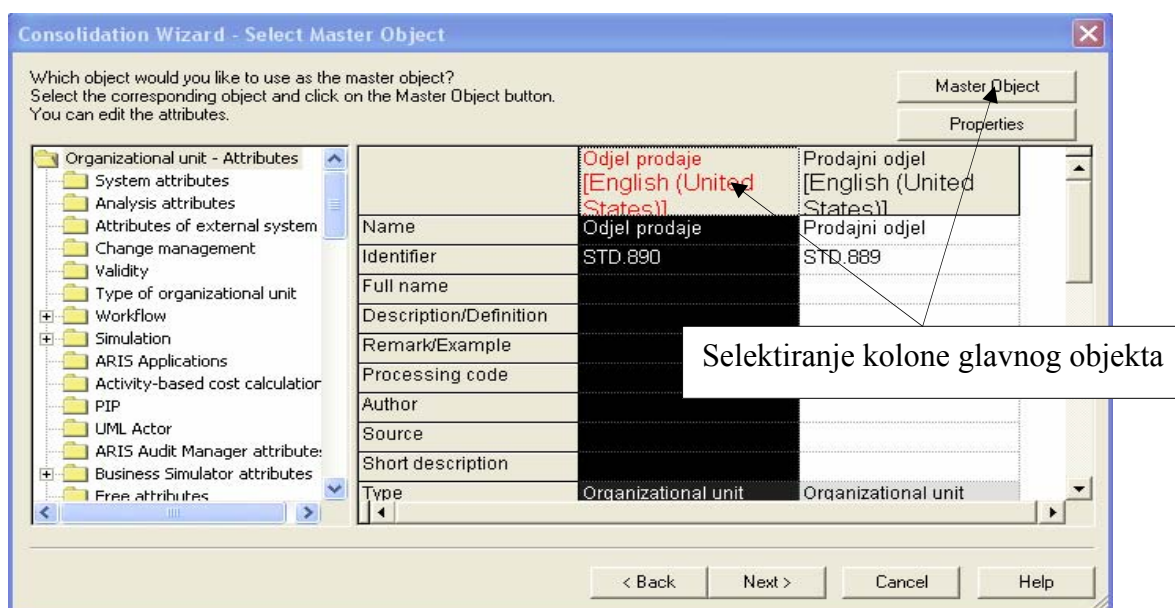 Consolidation Wizard - Select Master Object
Which object would you like to use as the master object?
Select the corresponding object and click on the Master Object button.
You can edit the attributes.
Master Object
Properties
Organizational unit - Attributes
System attributes
Analysis attributes
Attributes of external system
Change management
Validity
Type of organizational unit
Workflow
Simulation
ARIS Applications
Activity-based cost calculation
PIP
UML Actor
ARIS Audit Manager attribute:
Business Simulator attributes
Free attributes
Odjel prodaje
[English (United
States)]
Prodajni odjel
[English (United
States)]
Name Odjel prodaje Prodajni odjel
Identifier STD.890 STD.889
Full name
Description/Definition
Remark/Example
Processing code
Author
Source
Short description
Type Organizational unit Organizational unit
Selektiranje kolone glavnog objekta
< Back Next > Cancel Help